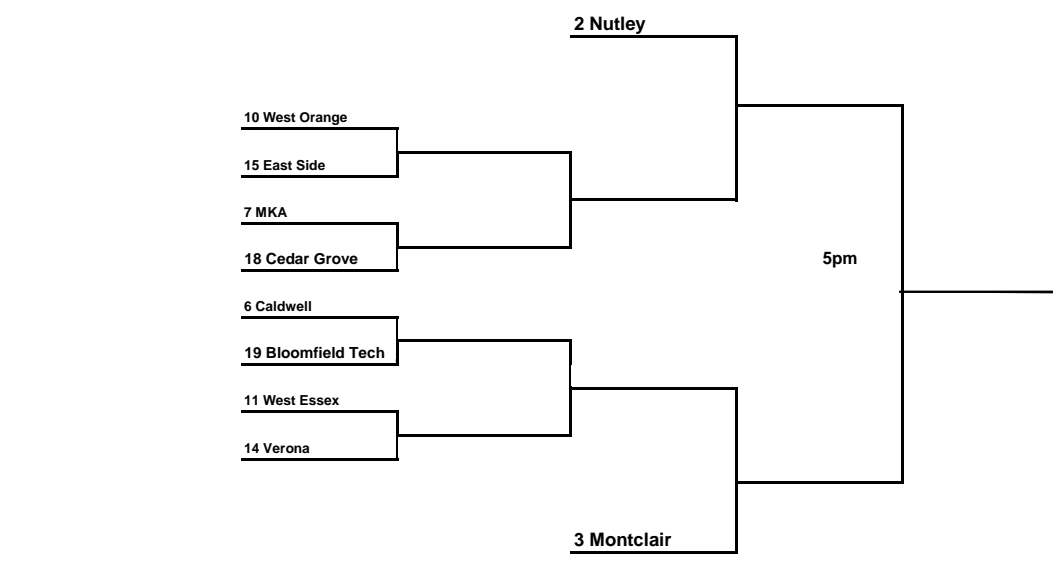 2 Nutley
10 West Orange
15 East Side
7 MKA
18 Cedar Grove
5pm
6 Caldwell
19 Bloomfield Tech
11 West Essex
14 Verona
3 Montclair